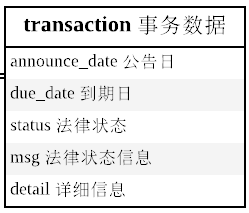 transaction 事务数据
announce_date 公告日
due_date 到期日
status 法律状态
msg 法律状态信息
detail 详细信息